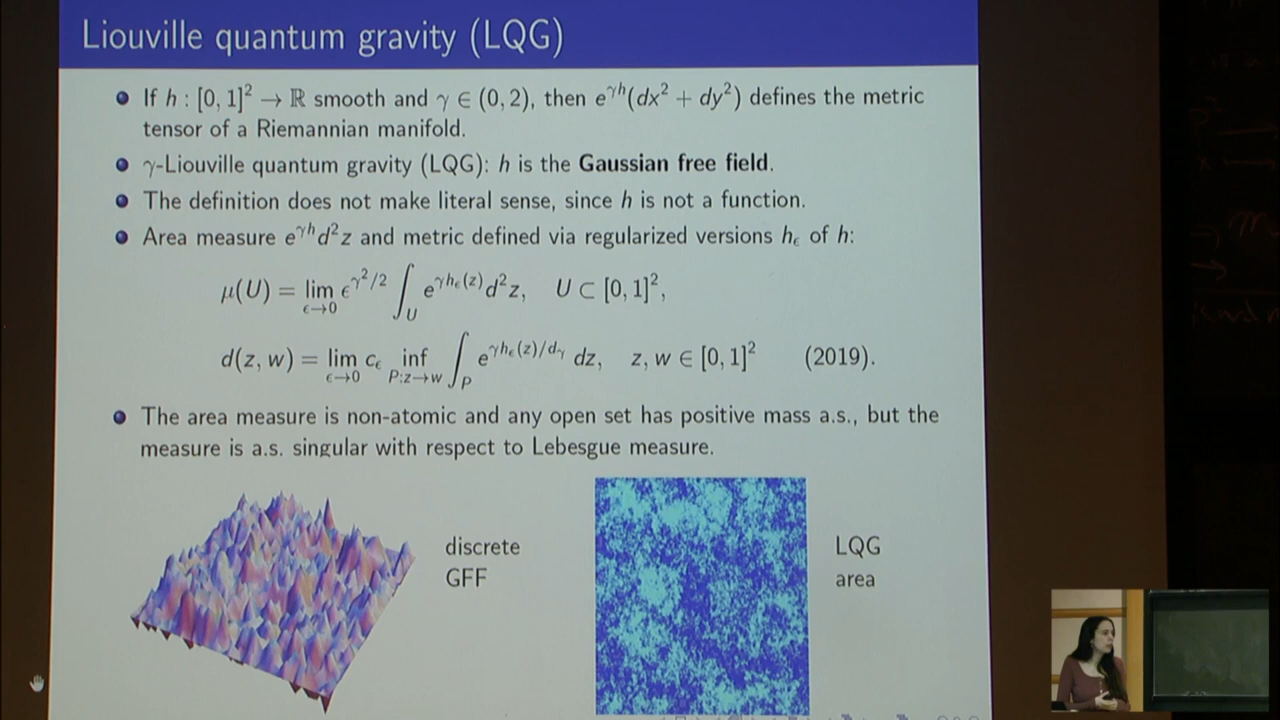 Liouville quantum gravity (LQG)
If h : [0, 1]² → ℝ smooth and γ ∈ (0, 2), then e^{γh}(dx² + dy²) defines the metric
tensor of a Riemannian manifold.
γ-Liouville quantum gravity (LQG): h is the Gaussian free field.
The definition does not make literal sense, since h is not a function.
Area measure e^{γh}d²z and metric defined via regularized versions h_ϵ of h:
μ(U) = lim_{ϵ→0} ϵ^{γ²/2} ∫_U e^{γh_ϵ(z)} d²z, U ⊂ [0, 1]²,
d(z, w) = lim_{ϵ→0} c_ϵ inf_{P:z→w} ∫_P e^{γh_ϵ(z)/d_γ} dz, z, w ∈ [0, 1]² (2019).
The area measure is non-atomic and any open set has positive mass a.s., but the
measure is a.s. singular with respect to Lebesgue measure.
discrete
GFF
LQG
area